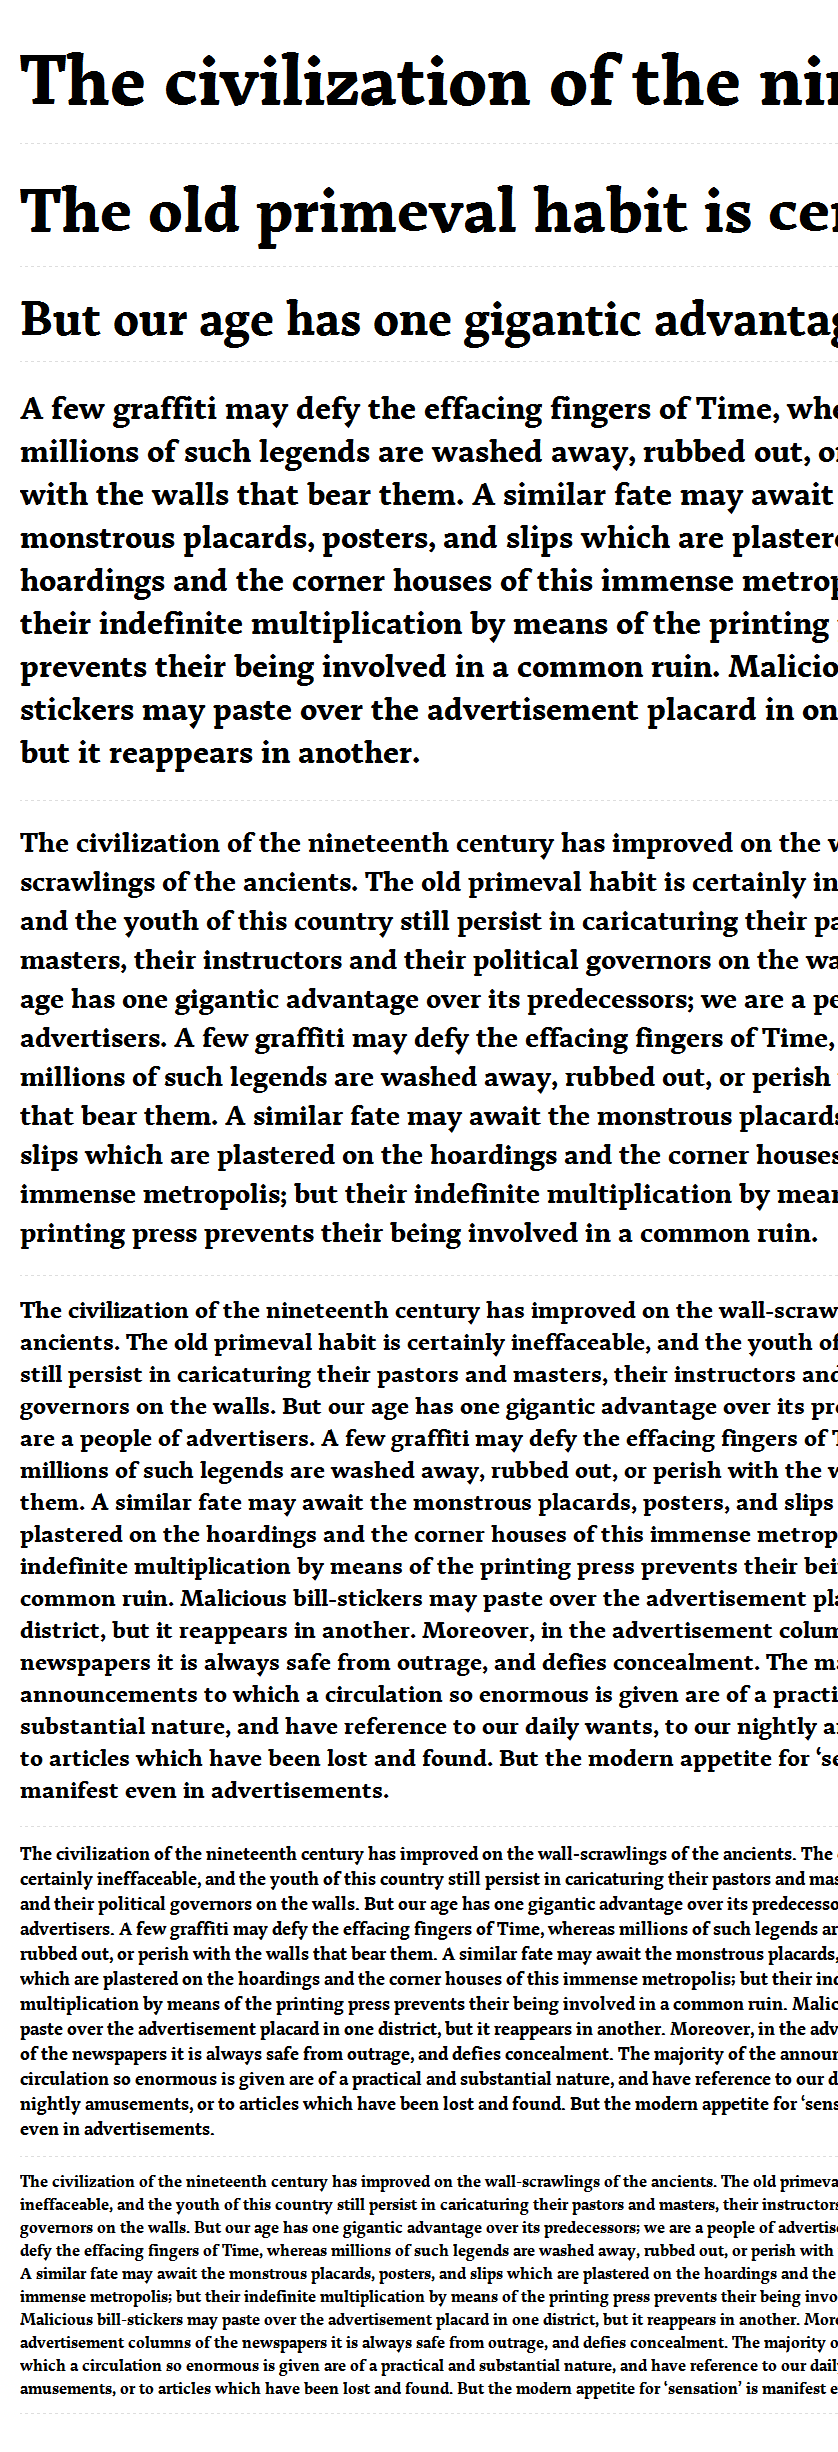 The civilization of the
The old primeval habit is
But our age has one gigantic
A few graffiti may defy the effacing fingers of Time,
millions of such legends are washed away, rubbed out,
with the walls that bear them. A similar fate may await
monstrous placards, posters, and slips which are
hoardings and the corner houses of this immense
their indefinite multiplication by means of the printing
prevents their being involved in a common ruin.
stickers may paste over the advertisement placard in
but it reappears in another.
The civilization of the nineteenth century has improved on the
scrawlings of the ancients. The old primeval habit is certainly
and the youth of this country still persist in caricaturing their
masters, their instructors and their political governors on the
age has one gigantic advantage over its predecessors; we are a
advertisers. A few graffiti may defy the effacing fingers of Time,
millions of such legends are washed away, rubbed out, or perish
that bear them. A similar fate may await the monstrous placards
slips which are plastered on the hoardings and the corner houses
immense metropolis; but their indefinite multiplication by
printing press prevents their being involved in a common ruin.
The civilization of the nineteenth century has improved on the
ancients. The old primeval habit is certainly ineffaceable, and the youth of
still persist in caricaturing their pastors and masters, their instructors and
governors on the walls. But our age has one gigantic advantage over its
are a people of advertisers. A few graffiti may defy the effacing fingers of
millions of such legends are washed away, rubbed out, or perish with the
them. A similar fate may await the monstrous placards, posters, and slips
plastered on the hoardings and the corner houses of this immense
indefinite multiplication by means of the printing press prevents their
common ruin. Malicious bill-stickers may paste over the advertisement
district, but it reappears in another. Moreover, in the advertisement
newspapers it is always safe from outrage, and defies concealment. The
announcements to which a circulation so enormous is given are of a
substantial nature, and have reference to our daily wants, to our nightly
to articles which have been lost and found. But the modern appetite for
manifest even in advertisements.
The civilization of the nineteenth century has improved on the wall-scrawlings of the ancients. The
certainly ineffaceable, and the youth of this country still persist in caricaturing their pastors and
and their political governors on the walls. But our age has one gigantic advantage over its
advertisers. A few graffiti may defy the effacing fingers of Time, whereas millions of such legends
rubbed out, or perish with the walls that bear them. A similar fate may await the monstrous placards,
which are plastered on the hoardings and the corner houses of this immense metropolis; but their
multiplication by means of the printing press prevents their being involved in a common ruin.
paste over the advertisement placard in one district, but it reappears in another. Moreover, in the
of the newspapers it is always safe from outrage, and defies concealment. The majority of the
circulation so enormous is given are of a practical and substantial nature, and have reference to our
nightly amusements, or to articles which have been lost and found. But the modern appetite for
even in advertisements.
The civilization of the nineteenth century has improved on the wall-scrawlings of the ancients. The old
ineffaceable, and the youth of this country still persist in caricaturing their pastors and masters, their instructors
governors on the walls. But our age has one gigantic advantage over its predecessors; we are a people of
defy the effacing fingers of Time, whereas millions of such legends are washed away, rubbed out, or perish with
A similar fate may await the monstrous placards, posters, and slips which are plastered on the hoardings and the
immense metropolis; but their indefinite multiplication by means of the printing press prevents their being
Malicious bill-stickers may paste over the advertisement placard in one district, but it reappears in another.
advertisement columns of the newspapers it is always safe from outrage, and defies concealment. The majority
which a circulation so enormous is given are of a practical and substantial nature, and have reference to our
amusements, or to articles which have been lost and found. But the modern appetite for ‘sensation’ is manifest